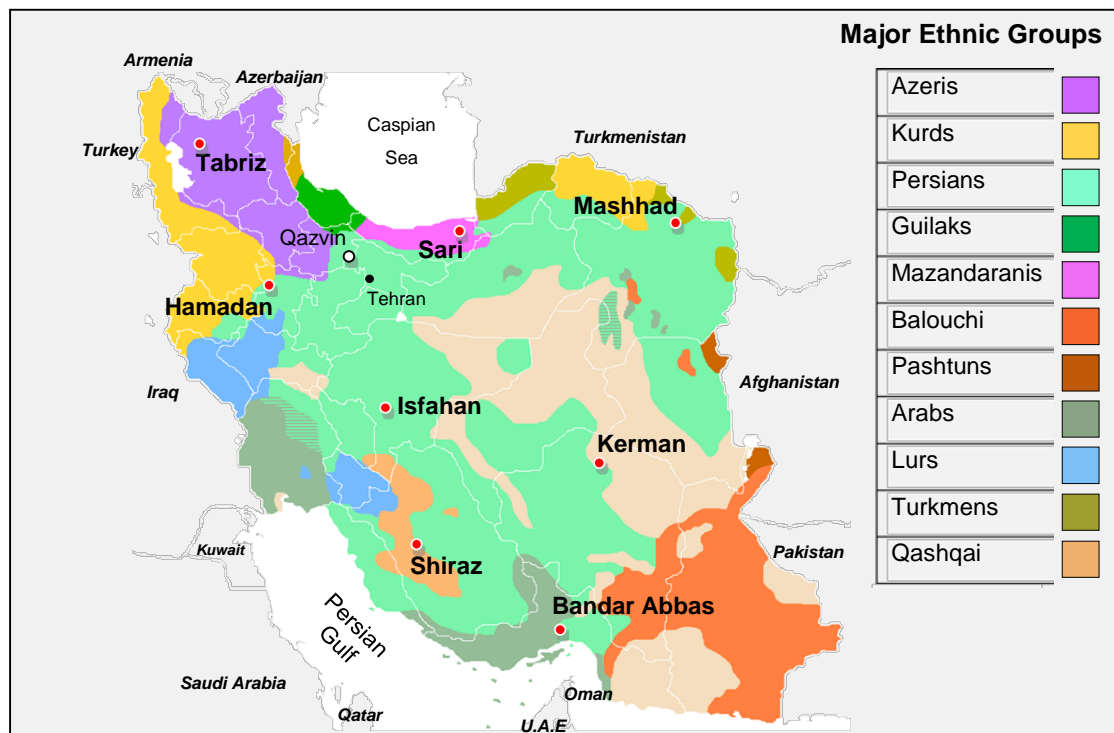 Major Ethnic Groups
Azeris
Kurds
Persians
Guilaks
Mazandaranis
Balouchi
Pashtuns
Arabs
Lurs
Turkmens
Qashqai
Armenia
Azerbaijan
Turkey
Caspian
Sea
Turkmenistan
Tabriz
Mashhad
Qazvin
Sari
Tehran
Hamadan
Iraq
Isfahan
Afghanistan
Kerman
Kuwait
Shiraz
Pakistan
Persian
Gulf
Bandar Abbas
Saudi Arabia
Oman
Qatar
U.A.E